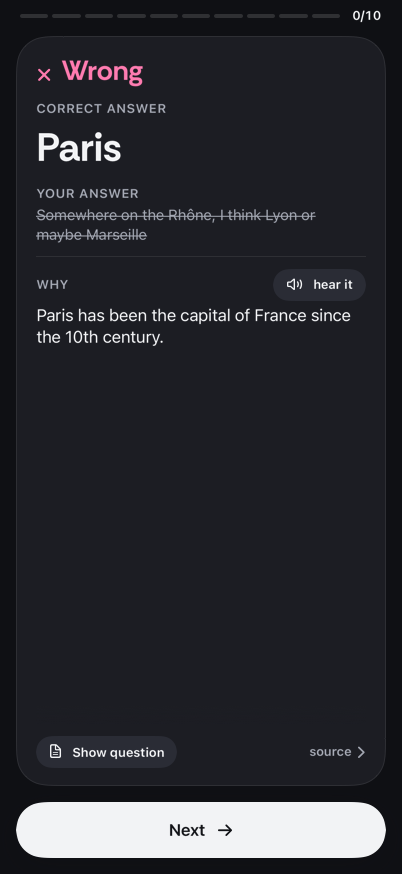 0/10
Wrong
CORRECT ANSWER
Paris
YOUR ANSWER
Somewhere on the Rhône, I think Lyon or
maybe Marseille
WHY
hear it
Paris has been the capital of France since
the 10th century.
Show question
source
Next